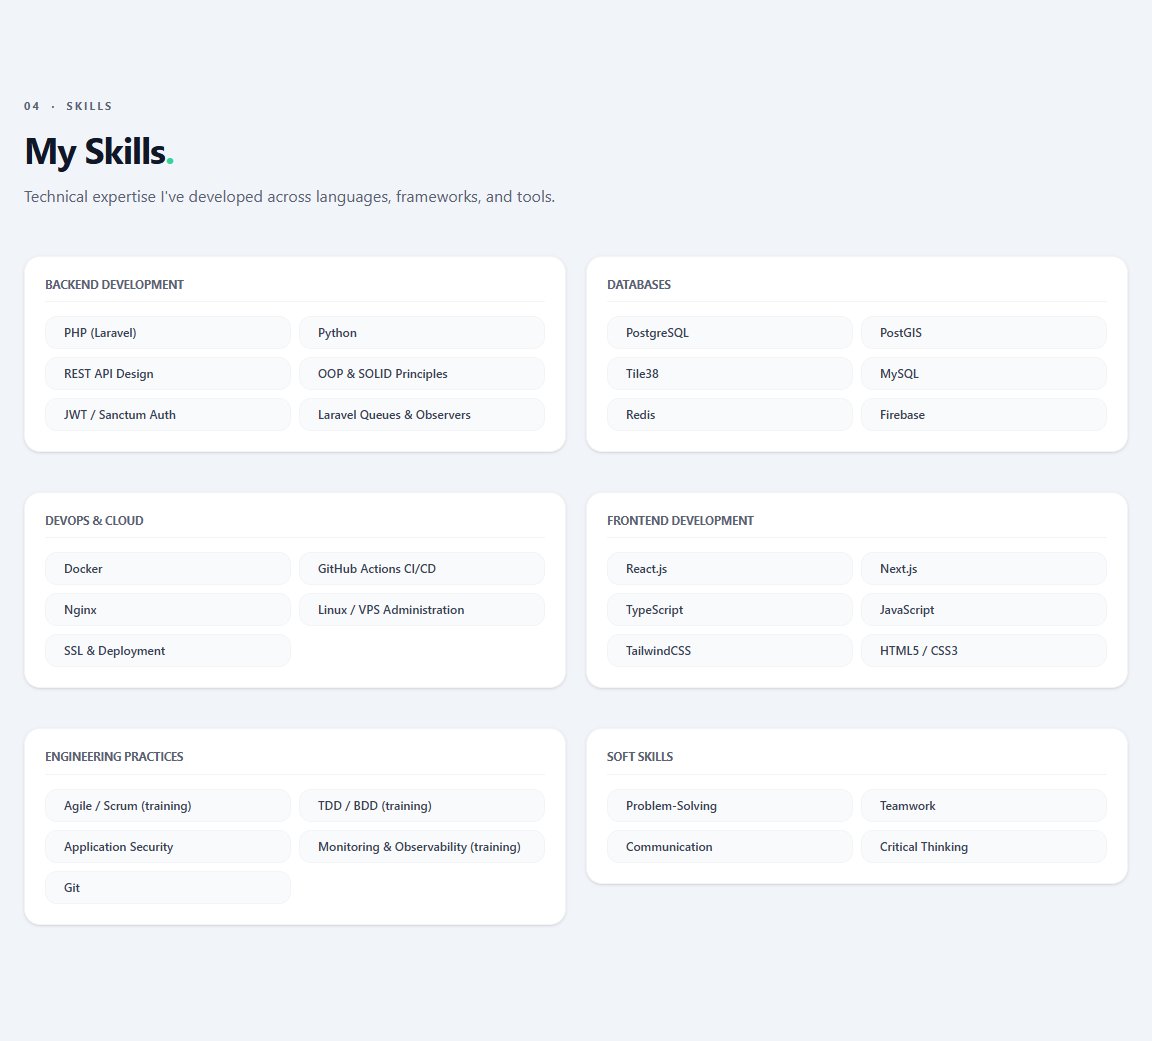 04 · SKILLS
My Skills.
Technical expertise I've developed across languages, frameworks, and tools.
BACKEND DEVELOPMENT
PHP (Laravel)
Python
REST API Design
OOP & SOLID Principles
JWT / Sanctum Auth
Laravel Queues & Observers
DATABASES
PostgreSQL
PostGIS
Tile38
MySQL
Redis
Firebase
DEVOPS & CLOUD
Docker
GitHub Actions CI/CD
Nginx
Linux / VPS Administration
SSL & Deployment
FRONTEND DEVELOPMENT
React.js
Next.js
TypeScript
JavaScript
TailwindCSS
HTML5 / CSS3
ENGINEERING PRACTICES
Agile / Scrum (training)
TDD / BDD (training)
Application Security
Monitoring & Observability (training)
Git
SOFT SKILLS
Problem-Solving
Teamwork
Communication
Critical Thinking